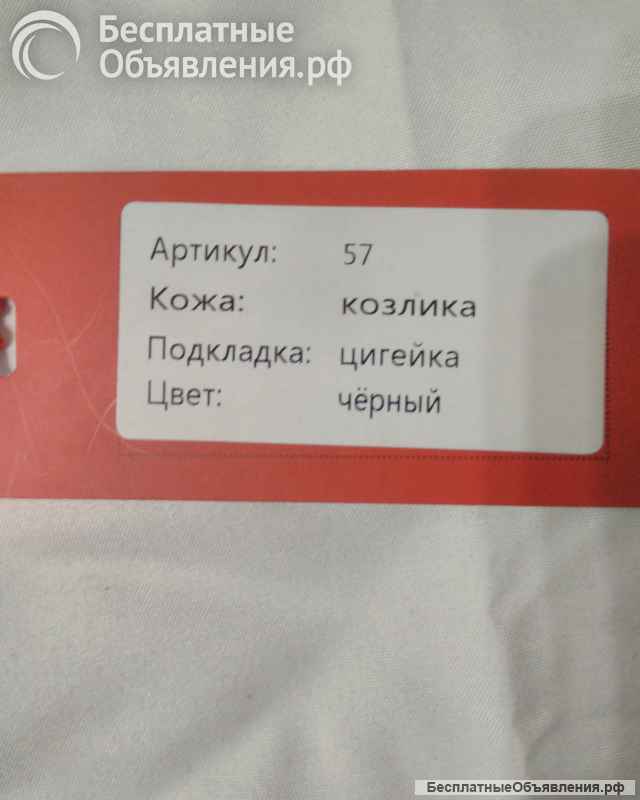 Бесплатные
Объявления.рф
Артикул: 57
Кожа: козлика
Подкладка: цигейка
Цвет: чёрный
БесплатныеОбъявления.рф